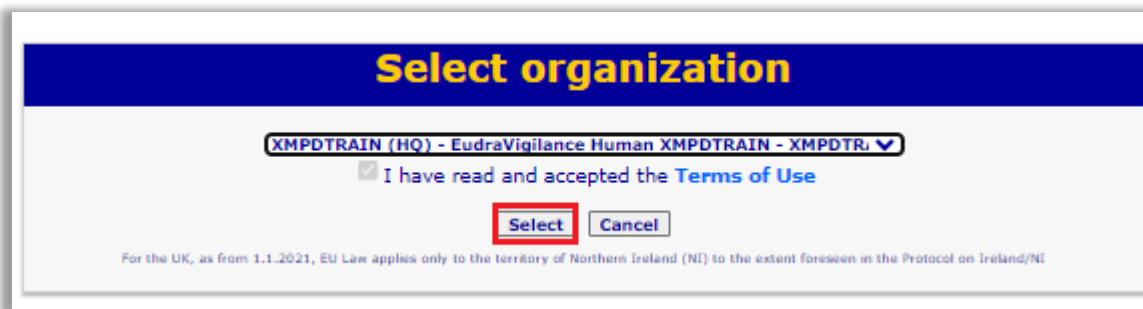 Select organization
XMPDTRAIN (HQ) - EudraVigilance Human XMPDTRAIN - XMPDTR
I have read and accepted the Terms of Use
Select Cancel
For the UK, as from 1.1.2021, EU Law applies only to the territory of Northern Ireland (NI) to the extent foreseen in the Protocol on Ireland/NI